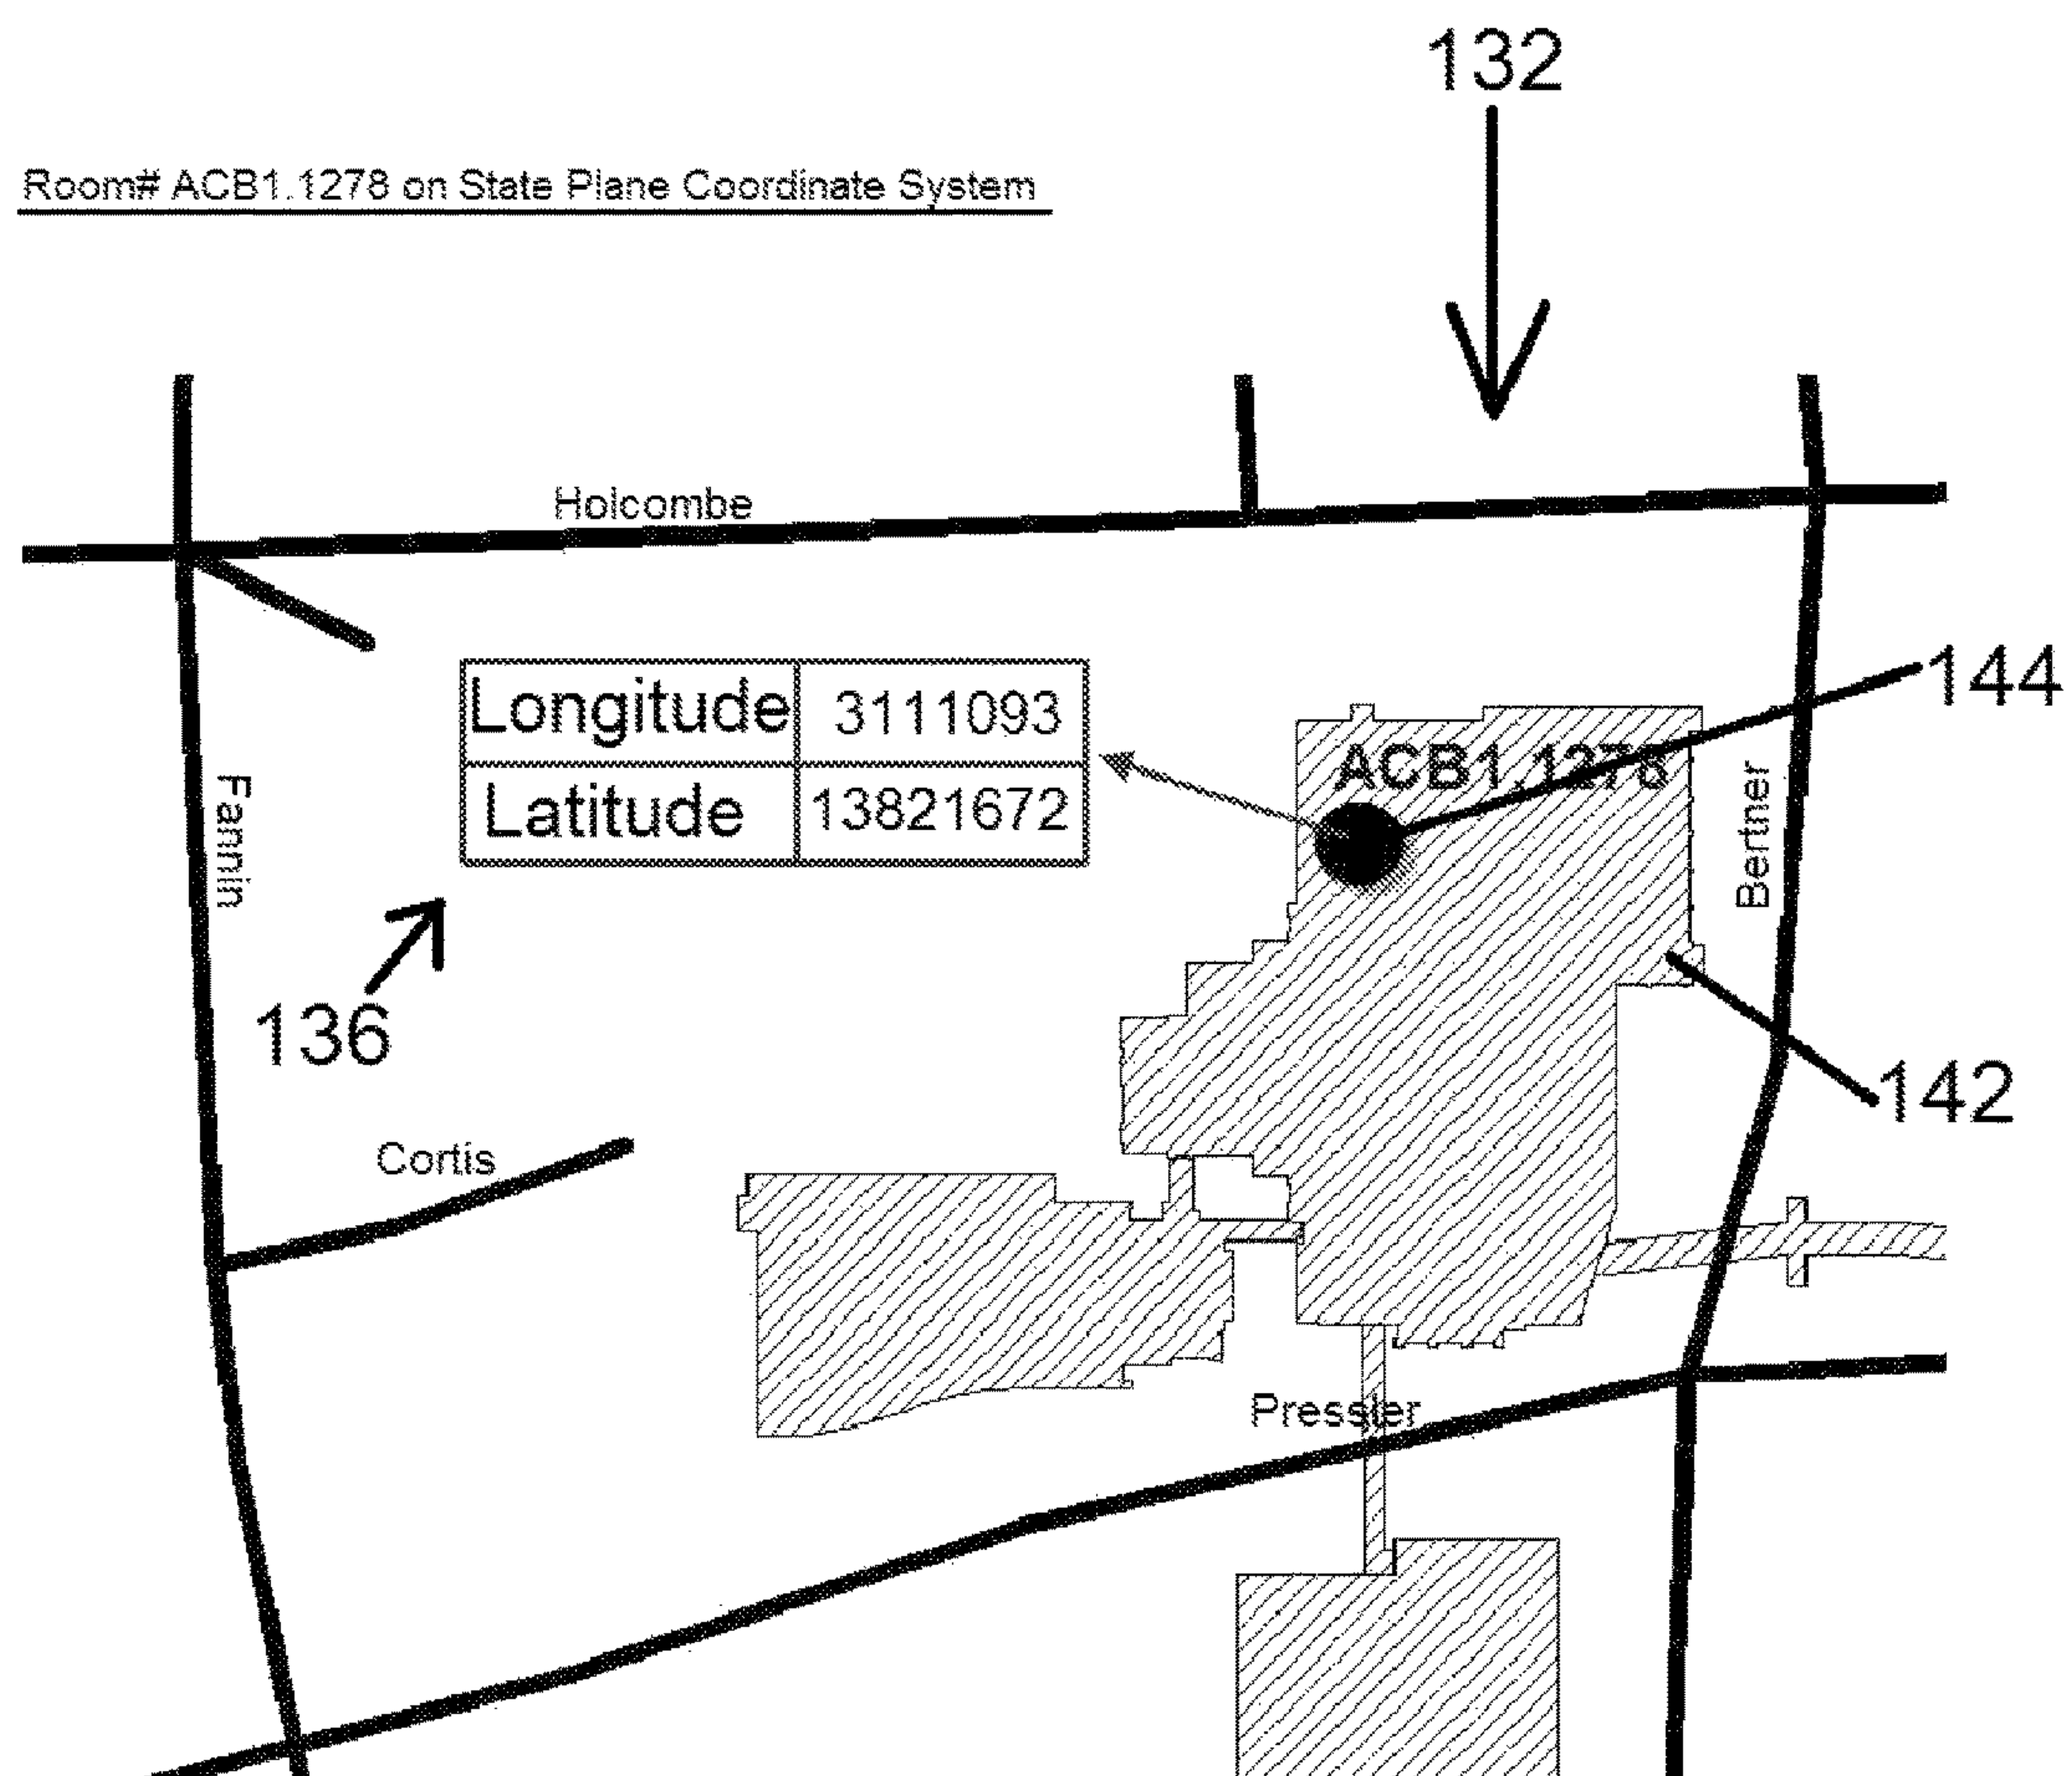 132
Room# ACB1.1278 on State Plane Coordinate System
Holcombe
144
Longitude 3111093
ACB1.1278
Latitude 13821672
Fannin
Bertner
136
142
Cortis
Pressler